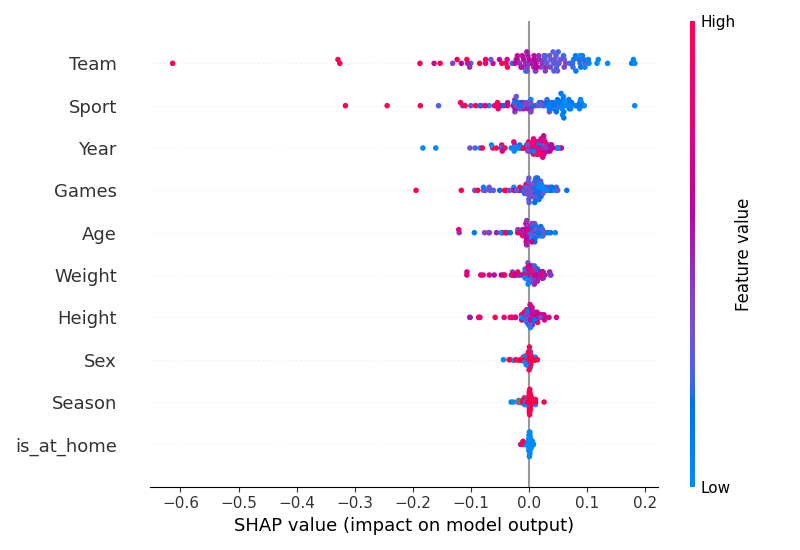 High
Team
Sport
Year
Games
Age
Weight
Height
Sex
Season
is_at_home
Feature value
Low
−0.6 −0.5 −0.4 −0.3 −0.2 −0.1 0.0 0.1 0.2
SHAP value (impact on model output)